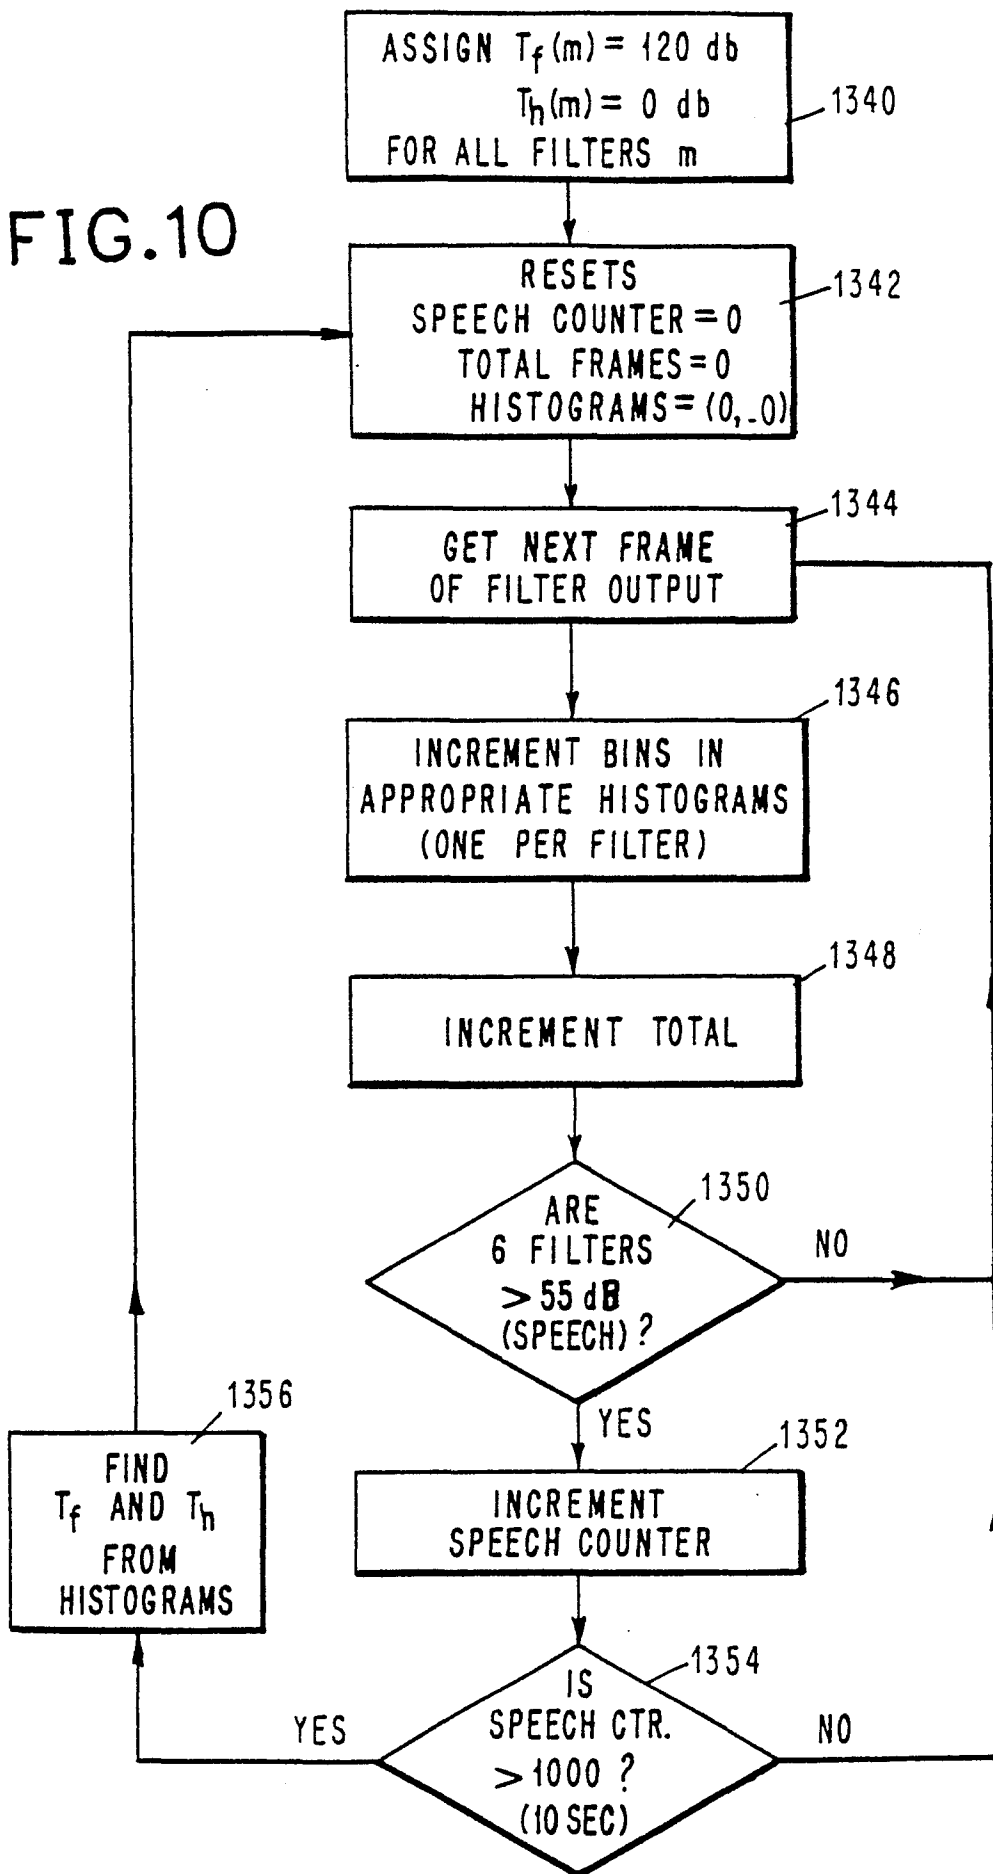 ASSIGN Tf(m) = 120 db
Th(m) = 0 db
FOR ALL FILTERS m
1340
FIG.10
RESETS
SPEECH COUNTER = 0
TOTAL FRAMES = 0
HISTOGRAMS = (0,..0)
1342
GET NEXT FRAME
OF FILTER OUTPUT
1344
INCREMENT BINS IN
APPROPRIATE HISTOGRAMS
(ONE PER FILTER)
1346
INCREMENT TOTAL
1348
ARE
6 FILTERS
> 55 dB
(SPEECH) ?
1350
NO
YES
INCREMENT
SPEECH COUNTER
1352
FIND
Tf AND Th
FROM
HISTOGRAMS
1356
IS
SPEECH CTR.
> 1000 ?
(10 SEC)
1354
YES
NO